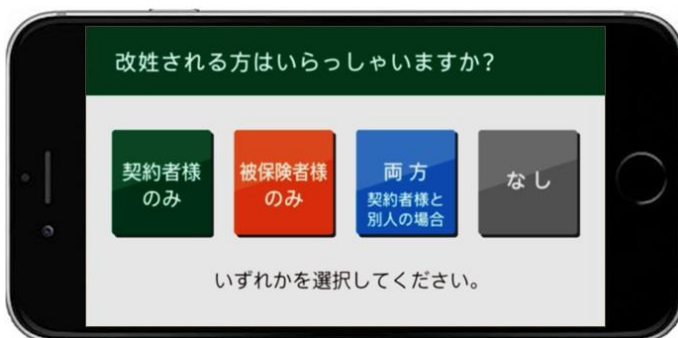 改姓される方はいらっしゃいますか?
契約者様
のみ
被保険者様
のみ
両方
契約者様と
別人の場合
なし
いずれかを選択してください。